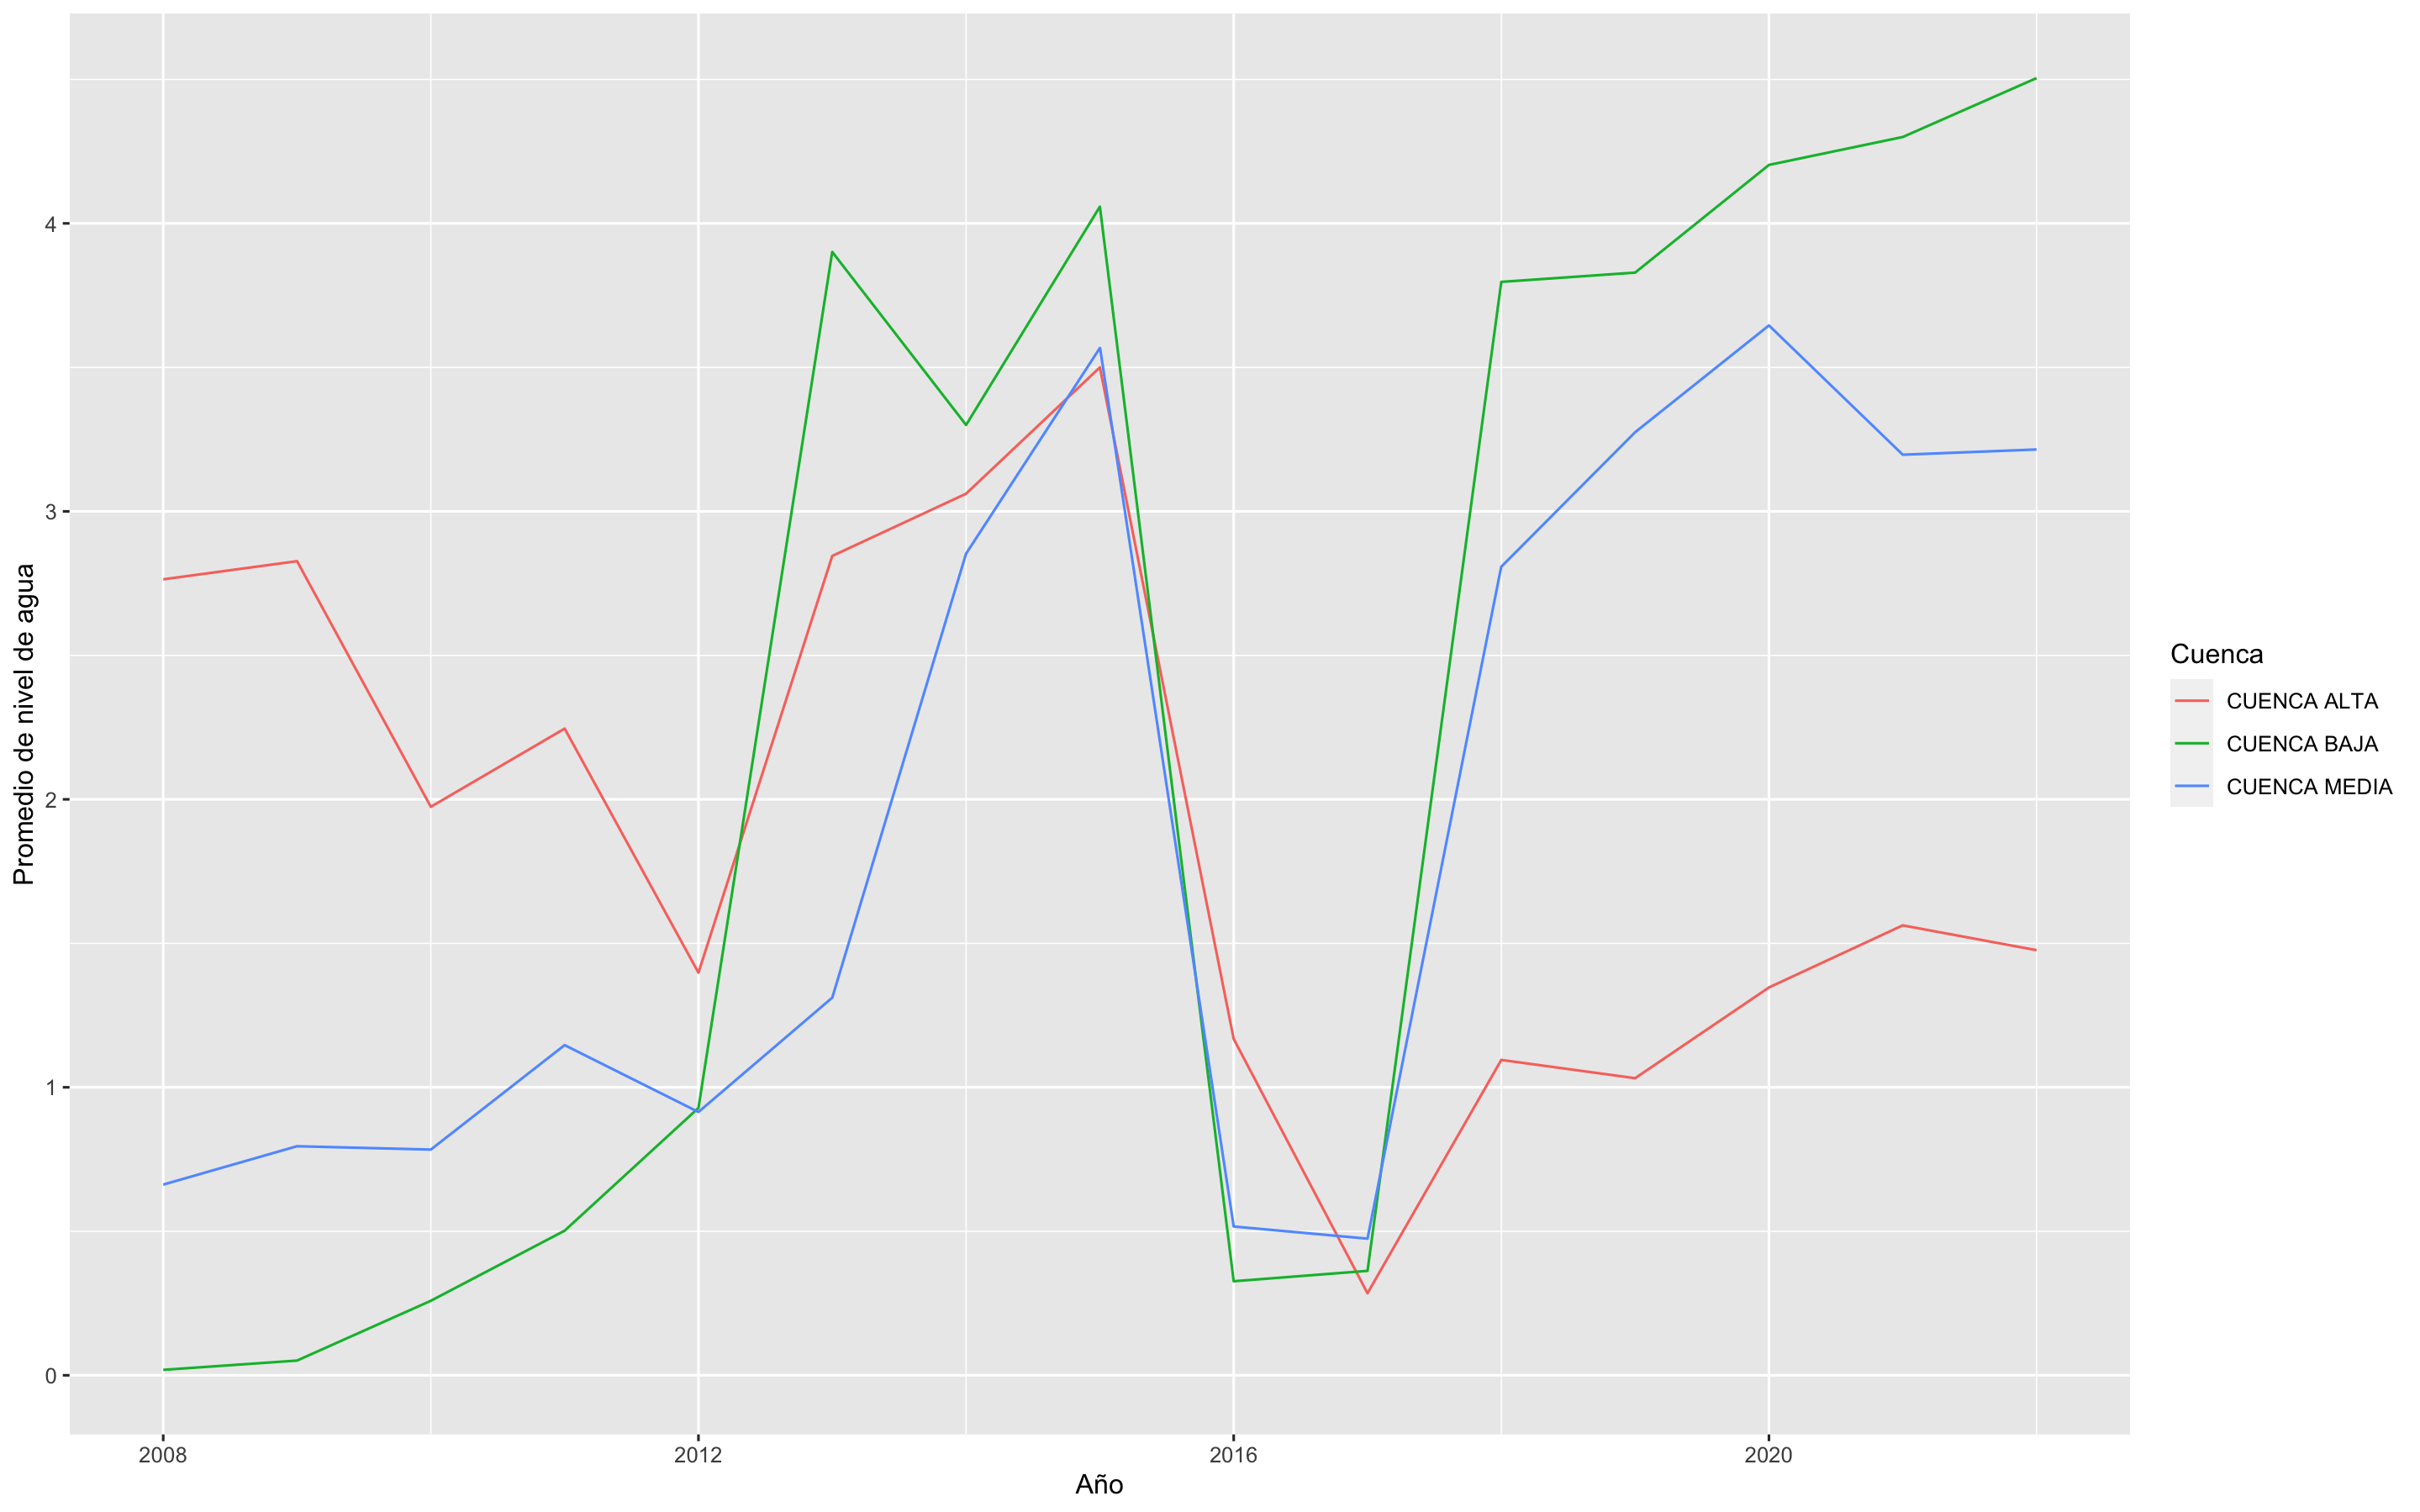 Promedio de nivel de agua
4
3
2
1
0
2008
2012
2016
2020
Año
Cuenca
CUENCA ALTA
CUENCA BAJA
CUENCA MEDIA